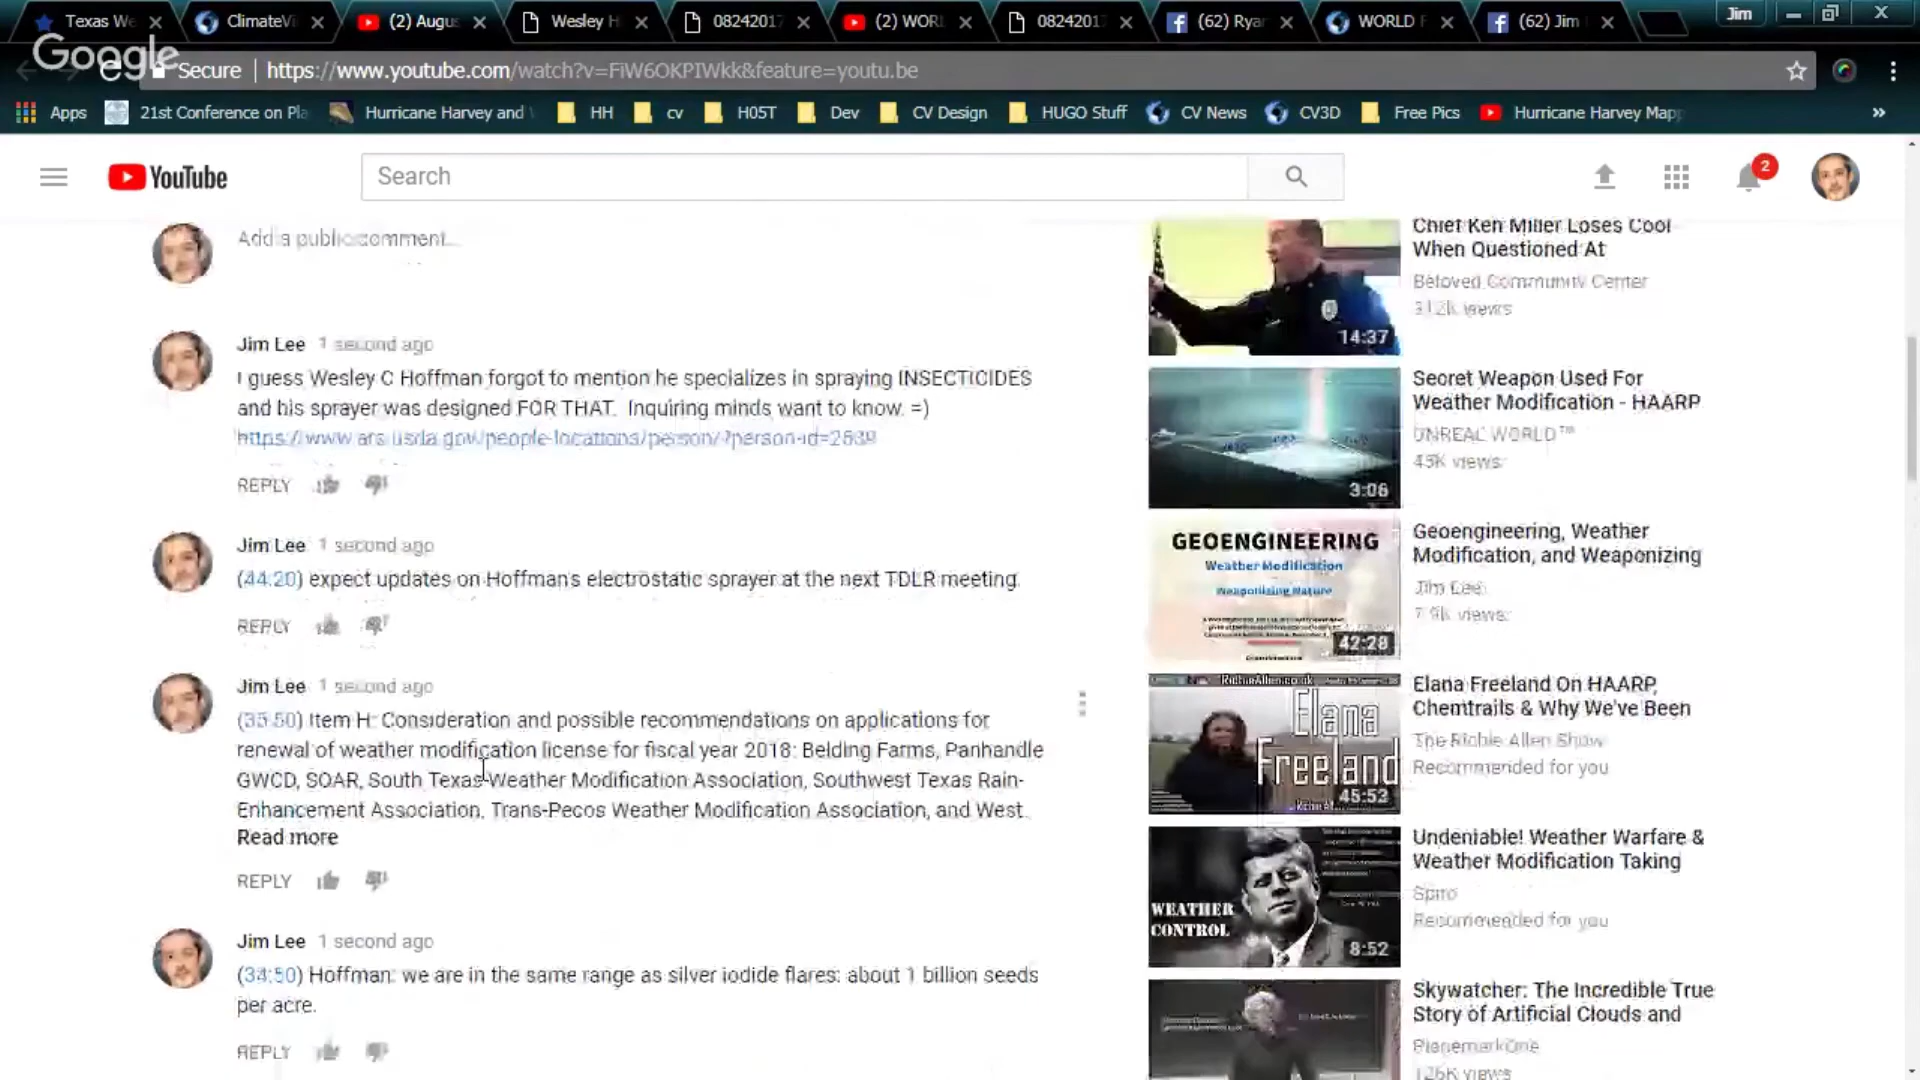 Texas We
ClimateVi
(2) Augu
Wesley H
08242017
(2) WORL
08242017
(62) Ryan
WORLD F
(62) Jim
Jim
Google
Secure
https://www.youtube.com/watch?v=FiW6OKPIWkk&feature=youtu.be
Apps
21st Conference on Pla
Hurricane Harvey and
HH
cv
H05T
Dev
CV Design
HUGO Stuff
CV News
CV3D
Free Pics
Hurricane Harvey Map
»
YouTube
Search
2
Add a public comment...
Jim Lee 1 second ago
I guess Wesley C Hoffman forgot to mention he specializes in spraying INSECTICIDES
and his sprayer was designed FOR THAT. Inquiring minds want to know. =)
https://www.ars.usda.gov/people-locations/person/?person-id=2639
REPLY
Jim Lee 1 second ago
(44:20) expect updates on Hoffman's electrostatic sprayer at the next TDLR meeting.
REPLY
Jim Lee 1 second ago
(35:50) Item H: Consideration and possible recommendations on applications for
renewal of weather modification license for fiscal year 2018: Belding Farms, Panhandle
GWCD, SOAR, South Texas Weather Modification Association, Southwest Texas Rain-
Enhancement Association, Trans-Pecos Weather Modification Association, and West.
Read more
REPLY
Jim Lee 1 second ago
(34:50) Hoffman: we are in the same range as silver iodide flares: about 1 billion seeds
per acre.
REPLY
14:37
Chief Ken Miller Loses Cool
When Questioned At
Beloved Community Center
312K views
3:06
Secret Weapon Used For
Weather Modification - HAARP
UNREAL WORLD™
45K views
GEOENGINEERING
Weather Modification
Weaponizing Nature
42:28
Geoengineering, Weather
Modification, and Weaponizing
Jim Lee
7.9K views
RichieAllen.co.uk
Elana
Freeland
45:53
Elana Freeland On HAARP,
Chemtrails & Why We've Been
The Richie Allen Show
Recommended for you
WEATHER
CONTROL
8:52
Undeniable! Weather Warfare &
Weather Modification Taking
Spiro
Recommended for you
Skywatcher: The Incredible True
Story of Artificial Clouds and
PlanemarkOne
126K views